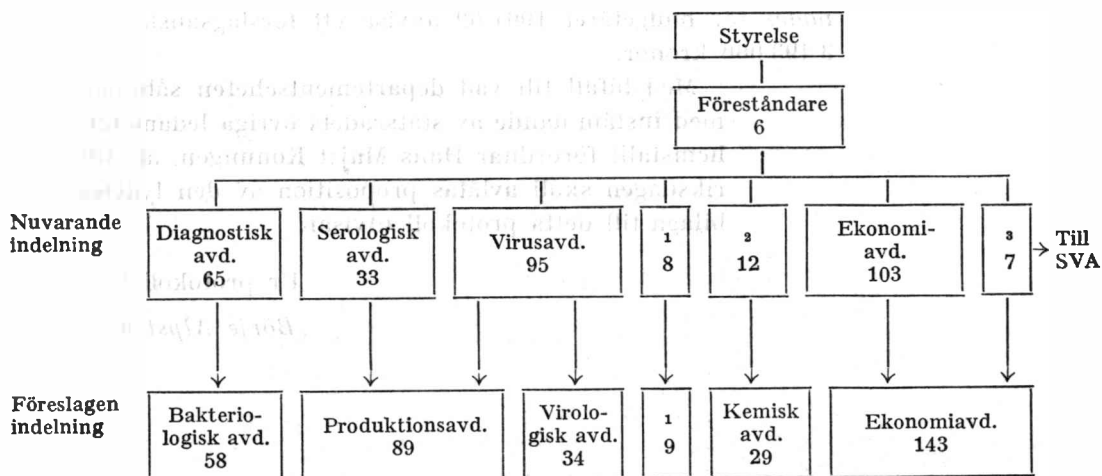 Styrelse
Föreståndare
6
Nuvarande
indelning
Diagnostisk
avd.
65
Serologisk
avd.
33
Virusavd.
95
1
8
2
12
Ekonomi-
avd.
103
3
7
Till
SVA
Föreslagen
indelning
Bakterio-
logisk avd.
58
Produktionsavd.
89
Virolo-
gisk avd.
34
1
9
Kemisk
avd.
29
Ekonomiavd.
143